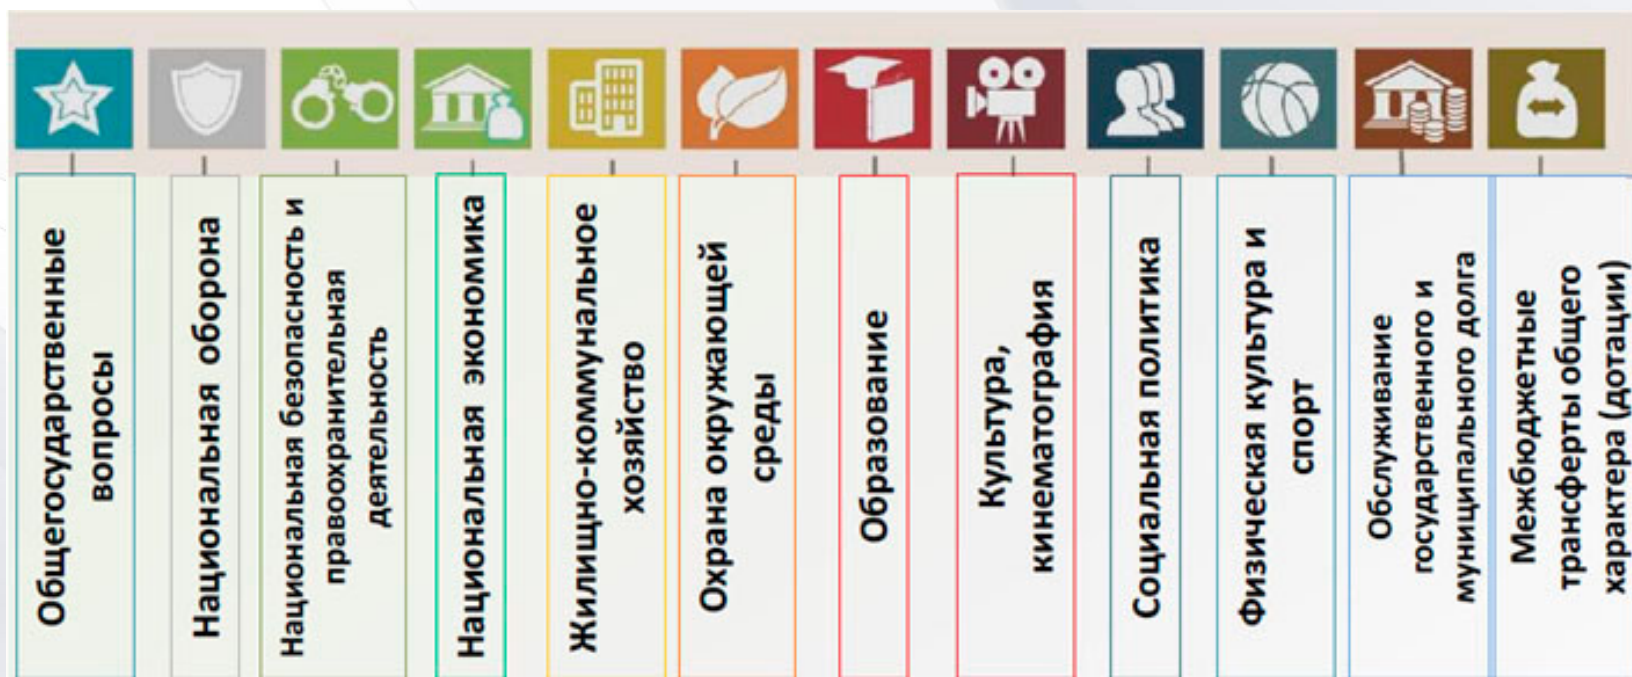 Общегосударственные
вопросы
Национальная оборона
Национальная безопасность и
правоохранительная
деятельность
Национальная экономика
Жилищно-коммунальное
хозяйство
Охрана окружающей
среды
Образование
Культура,
кинематография
Социальная политика
Физическая культура и
спорт
Обслуживание
государственного и
муниципального долга
Межбюджетные
трансферты общего
характера (дотации)